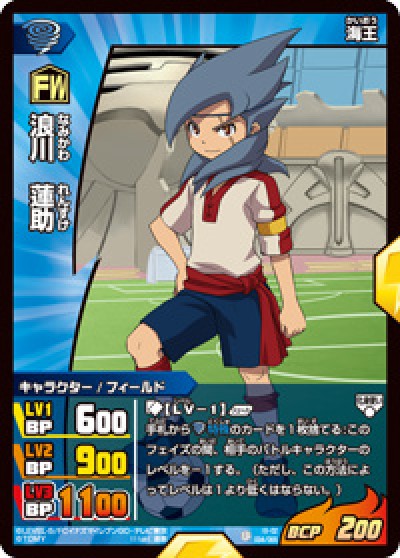 かいおう
海王
FW
なみかわ
浪川
れんすけ
蓮助
キャラクター / フィールド
LV1
BP 600
LV2
BP 900
LV3
BP 1100
【LV-1】
手札から の カードを1枚捨てる:この
フェイズの間、相手のバトルキャラクターの
レベルを-1する。(ただし、この方法によ
ってレベルは1より低くはならない。)
©TOMY
BCP 200